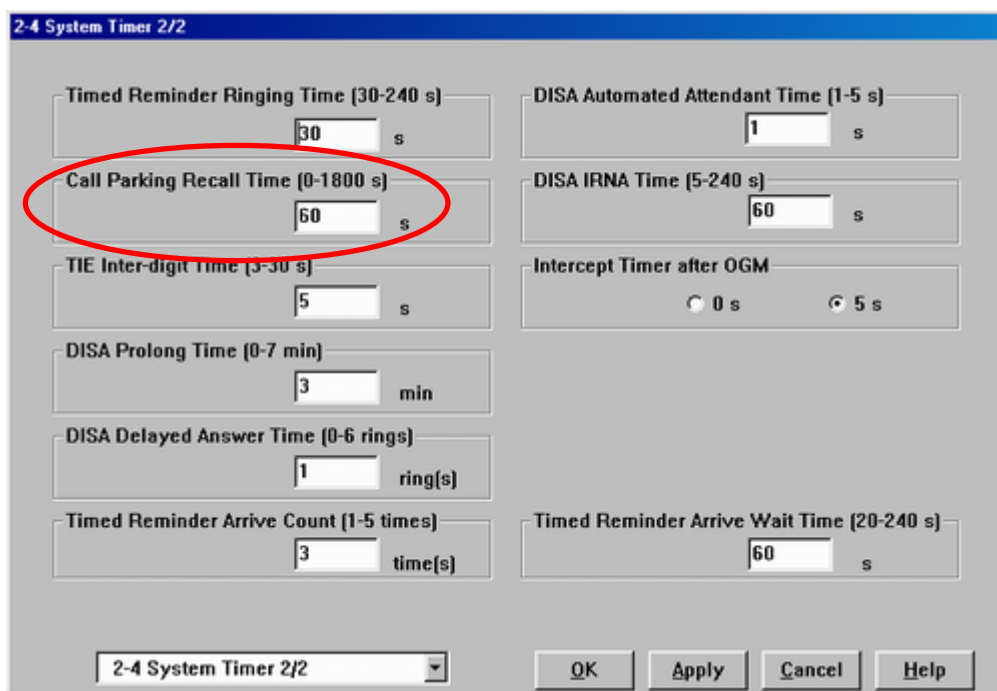 2-4 System Timer 2/2
Timed Reminder Ringing Time (30-240 s)
30 s
DISA Automated Attendant Time (1-5 s)
1 s
Call Parking Recall Time (0-1800 s)
60 s
DISA IRNA Time (5-240 s)
60 s
TIE Inter-digit Time (3-30 s)
5 s
Intercept Timer after OGM
0 s 5 s
DISA Prolong Time (0-7 min)
3 min
DISA Delayed Answer Time (0-6 rings)
1 ring(s)
Timed Reminder Arrive Count (1-5 times)
3 time(s)
Timed Reminder Arrive Wait Time (20-240 s)
60 s
2-4 System Timer 2/2
OK Apply Cancel Help